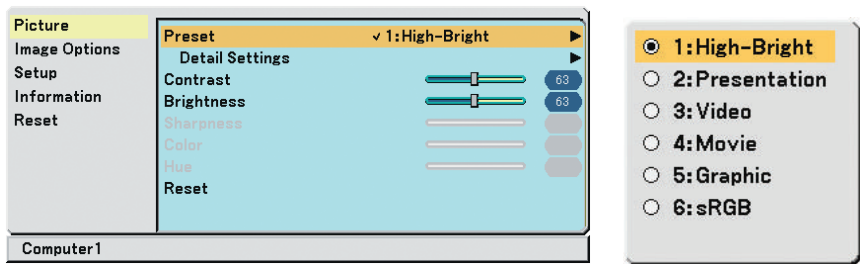 Picture
Image Options
Setup
Information
Reset
Preset ✓ 1:High-Bright
Detail Settings
Contrast 63
Brightness 63
Sharpness
Color
Hue
Reset
Computer1
1:High-Bright
2:Presentation
3:Video
4:Movie
5:Graphic
6:sRGB